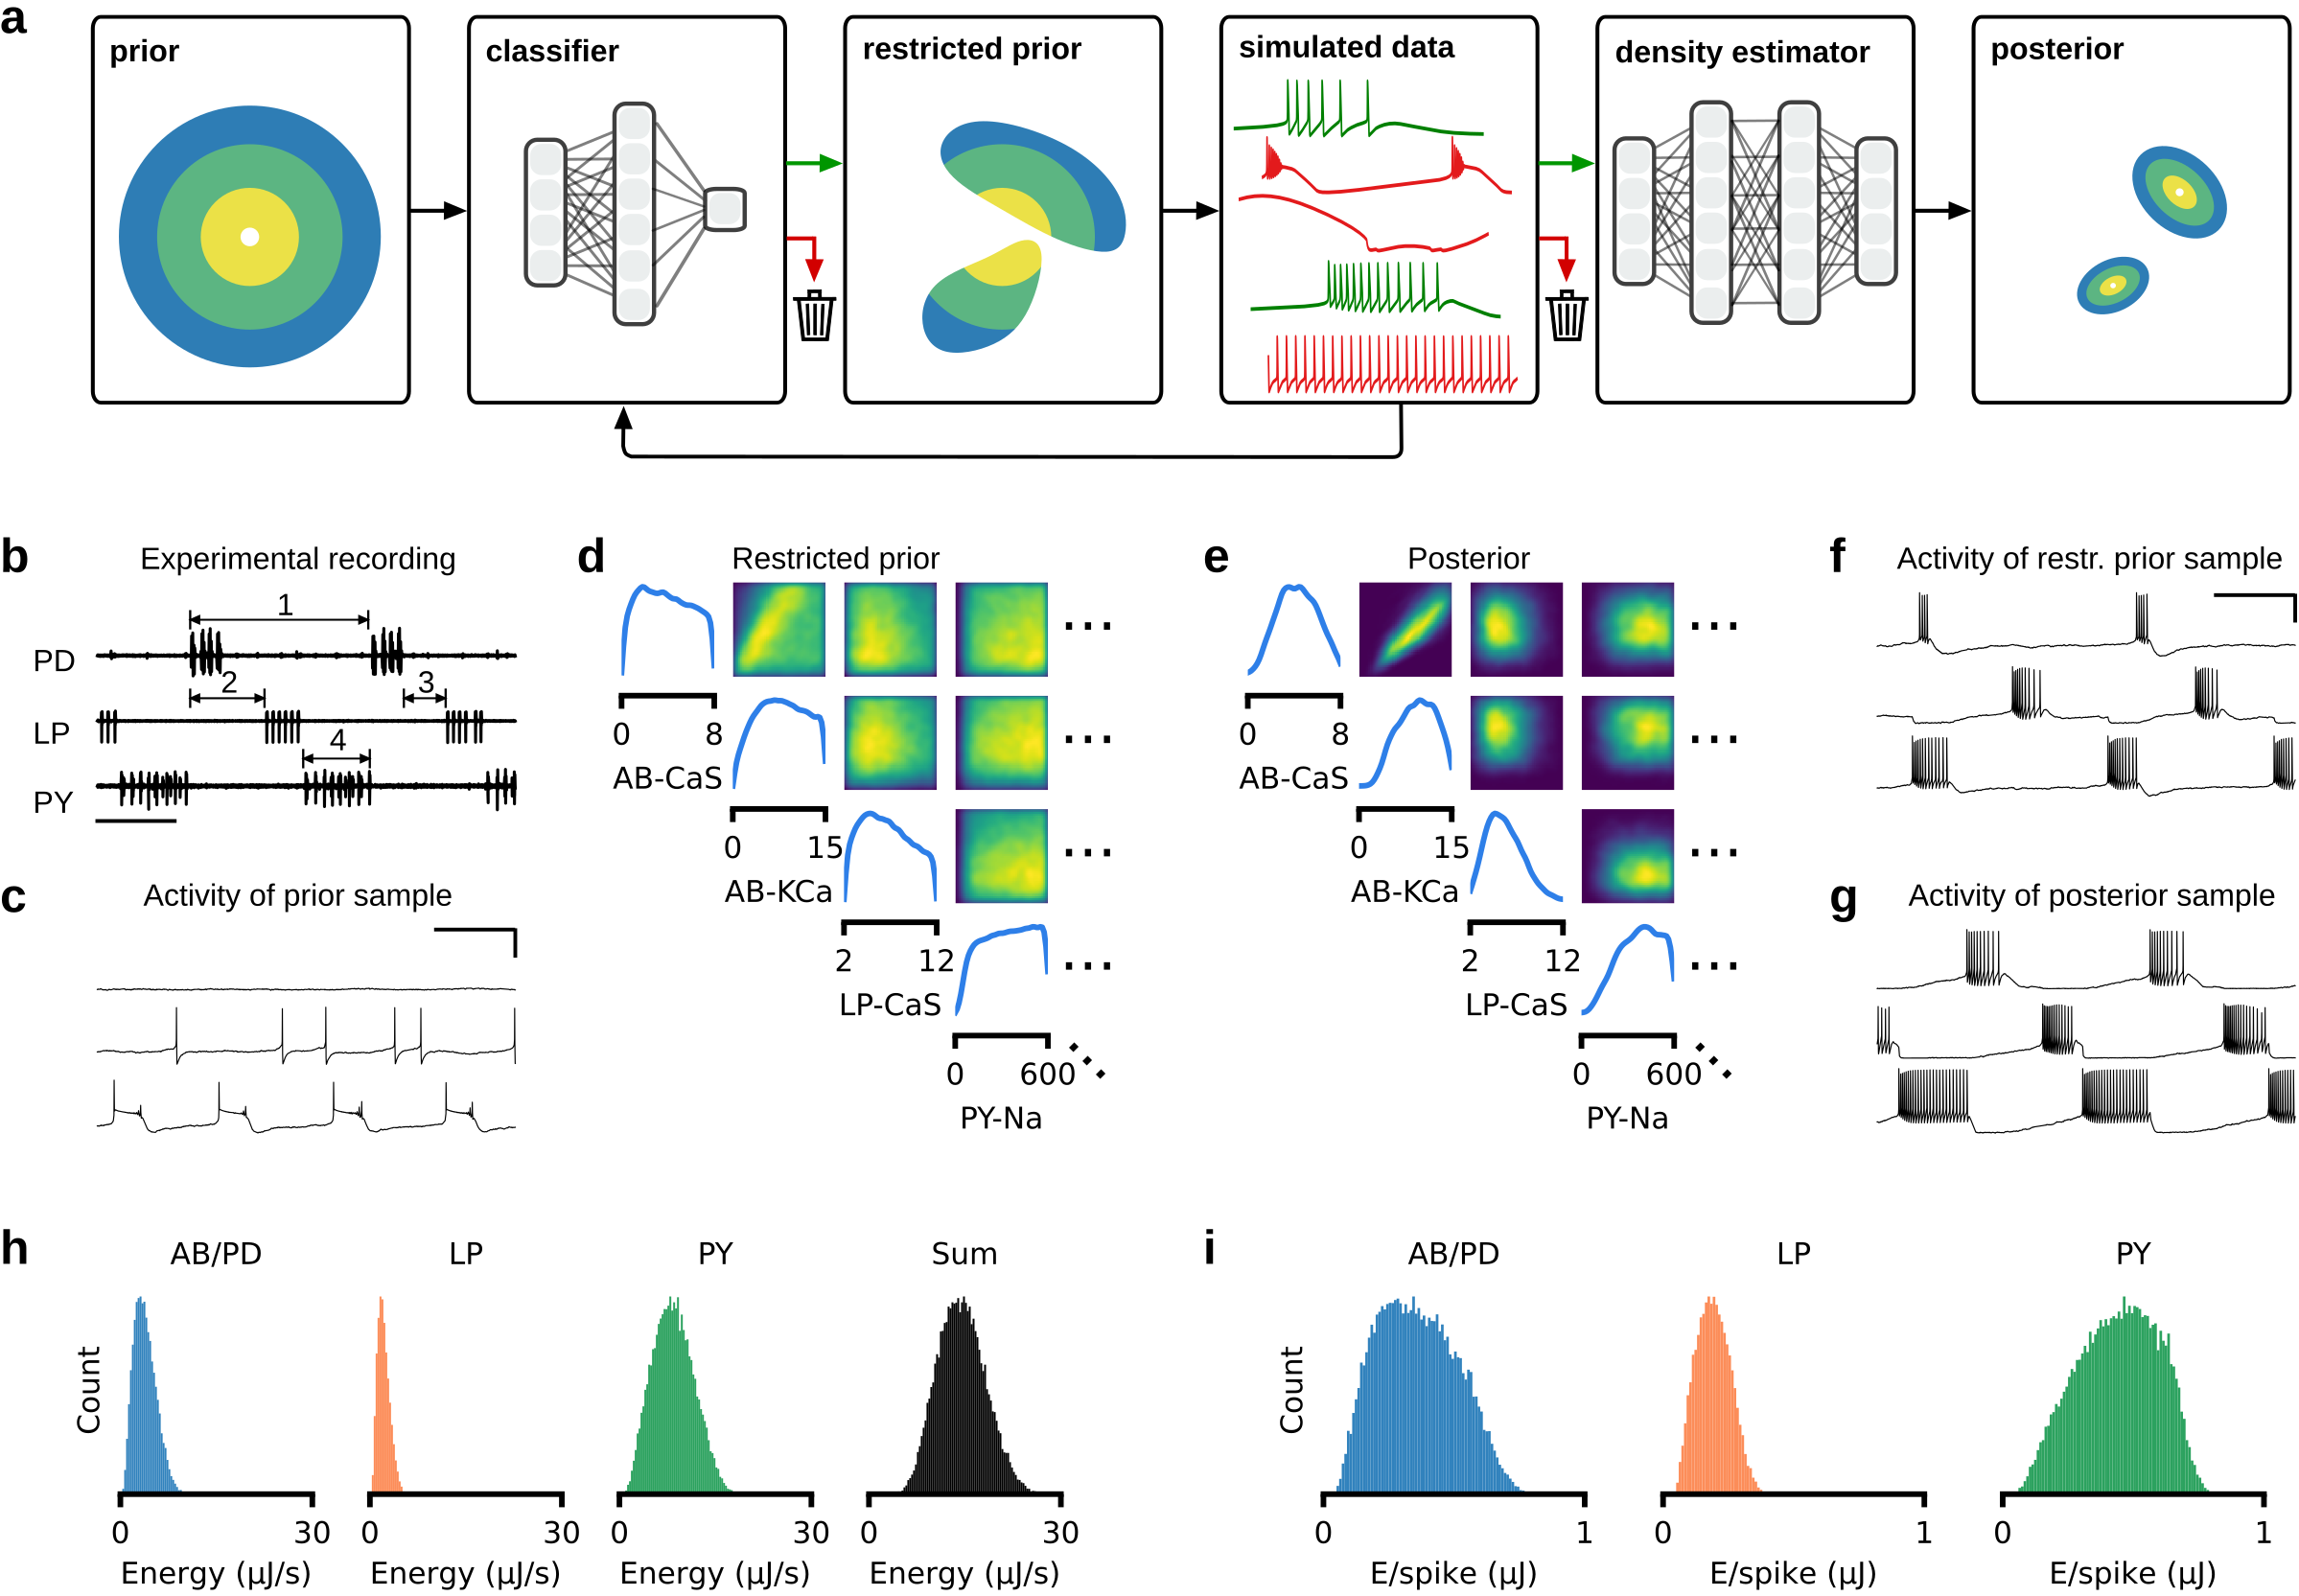 a
prior
classifier
restricted prior
simulated data
density estimator
posterior
b
Experimental recording
PD
LP
PY
1
2
3
4
c
Activity of prior sample
d
Restricted prior
0 8
AB-CaS
0 15
AB-KCa
2 12
LP-CaS
0 600
PY-Na
...
...
...
...
e
Posterior
0 8
AB-CaS
0 15
AB-KCa
2 12
LP-CaS
0 600
PY-Na
...
...
...
...
f
Activity of restr. prior sample
g
Activity of posterior sample
h
AB/PD
LP
PY
Sum
Count
0 30
Energy (μJ/s)
0 30
Energy (μJ/s)
0 30
Energy (μJ/s)
0 30
Energy (μJ/s)
i
AB/PD
LP
PY
Count
0 1
E/spike (μJ)
0 1
E/spike (μJ)
0 1
E/spike (μJ)